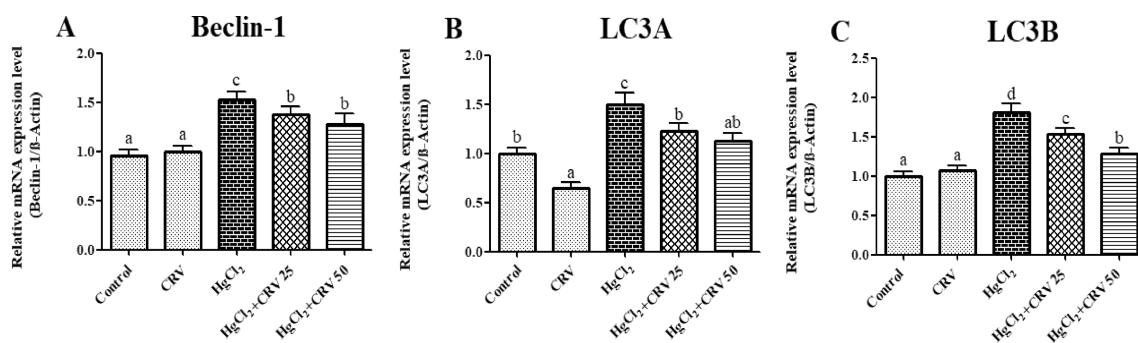 A
Beclin-1
Relative mRNA expression level
(Beclin-1/ß-Actin)
2.0
1.5
1.0
0.5
0.0
a
a
c
b
b
Control
CRV
HgCl₂
HgCl₂+CRV 25
HgCl₂+CRV 50
B
LC3A
Relative mRNA expression level
(LC3A/ß-Actin)
2.0
1.5
1.0
0.5
0.0
b
a
c
b
ab
Control
CRV
HgCl₂
HgCl₂+CRV 25
HgCl₂+CRV 50
C
LC3B
Relative mRNA expression level
(LC3B/ß-Actin)
2.5
2.0
1.5
1.0
0.5
0.0
a
a
d
c
b
Control
CRV
HgCl₂
HgCl₂+CRV 25
HgCl₂+CRV 50